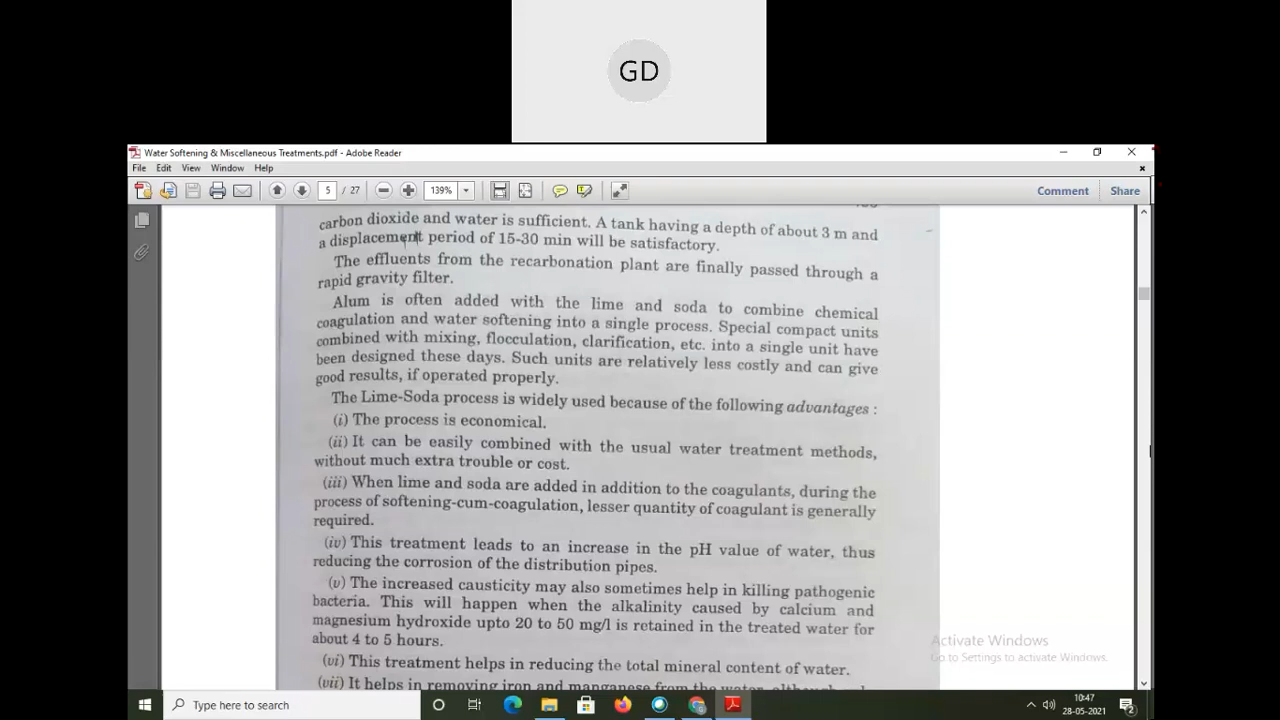 GD
Water Softening & Miscellaneous Treatments.pdf - Adobe Reader
File Edit View Window Help
5 / 27 139% Comment Share
carbon dioxide and water is sufficient. A tank having a depth of about 3 m and
a displacement period of 15-30 min will be satisfactory.
The effluents from the recarbonation plant are finally passed through a
rapid gravity filter.
Alum is often added with the lime and soda to combine chemical
coagulation and water softening into a single process. Special compact units
combined with mixing, flocculation, clarification, etc. into a single unit have
been designed these days. Such units are relatively less costly and can give
good results, if operated properly.
The Lime-Soda process is widely used because of the following advantages :
(i) The process is economical.
(ii) It can be easily combined with the usual water treatment methods,
without much extra trouble or cost.
(iii) When lime and soda are added in addition to the coagulants, during the
process of softening-cum-coagulation, lesser quantity of coagulant is generally
required.
(iv) This treatment leads to an increase in the pH value of water, thus
reducing the corrosion of the distribution pipes.
(v) The increased causticity may also sometimes help in killing pathogenic
bacteria. This will happen when the alkalinity caused by calcium and
magnesium hydroxide upto 20 to 50 mg/l is retained in the treated water for
about 4 to 5 hours.
(vi) This treatment helps in reducing the total mineral content of water.
(vii) It helps in removing iron and manganese from the water, although
Activate Windows
Go to Settings to activate Windows.
Type here to search
10:47
28-05-2021
2